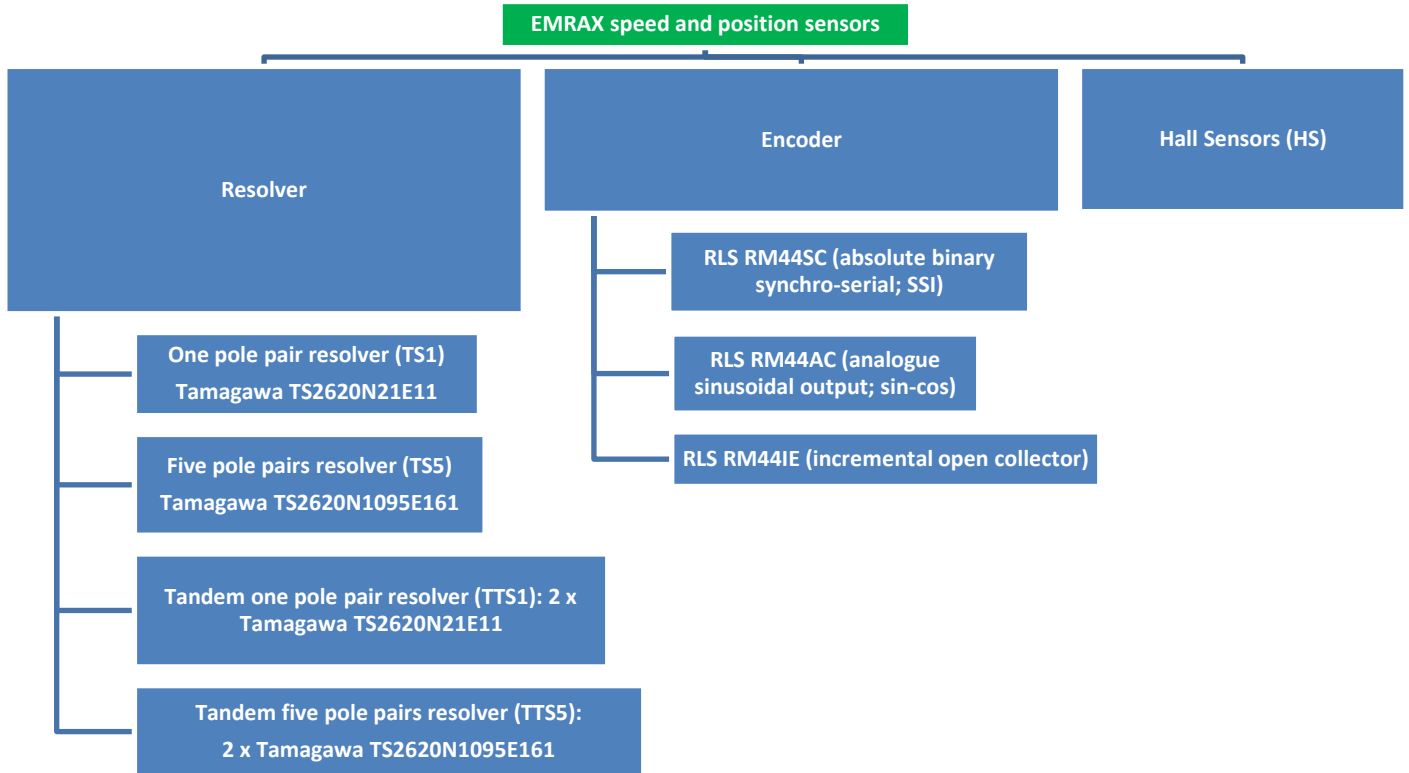 EMRAX speed and position sensors
Resolver
One pole pair resolver (TS1)
Tamagawa TS2620N21E11
Five pole pairs resolver (TS5)
Tamagawa TS2620N1095E161
Tandem one pole pair resolver (TTS1): 2 x
Tamagawa TS2620N21E11
Tandem five pole pairs resolver (TTS5):
2 x Tamagawa TS2620N1095E161
Encoder
RLS RM44SC (absolute binary
synchro-serial; SSI)
RLS RM44AC (analogue
sinusoidal output; sin-cos)
RLS RM44IE (incremental open collector)
Hall Sensors (HS)